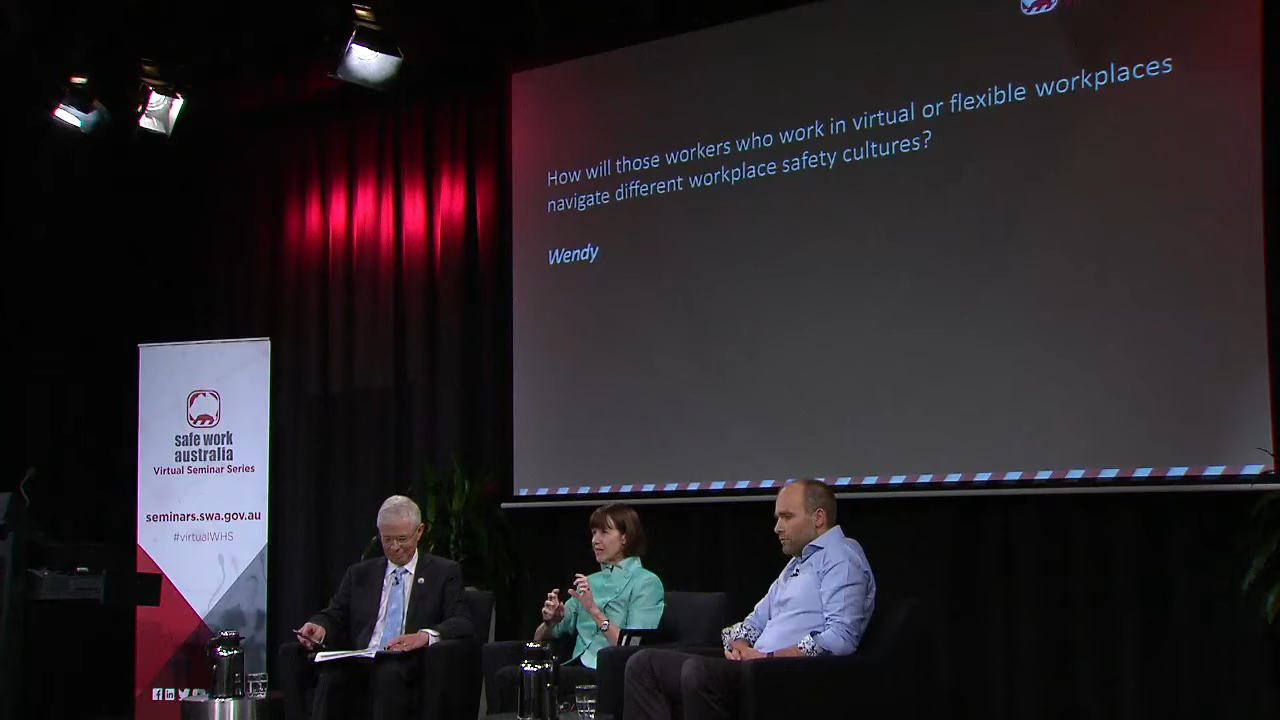 How will those workers who work in virtual or flexible workplaces
navigate different workplace safety cultures?
Wendy
safe work
australia
Virtual Seminar Series
seminars.swa.gov.au
#virtualWHS